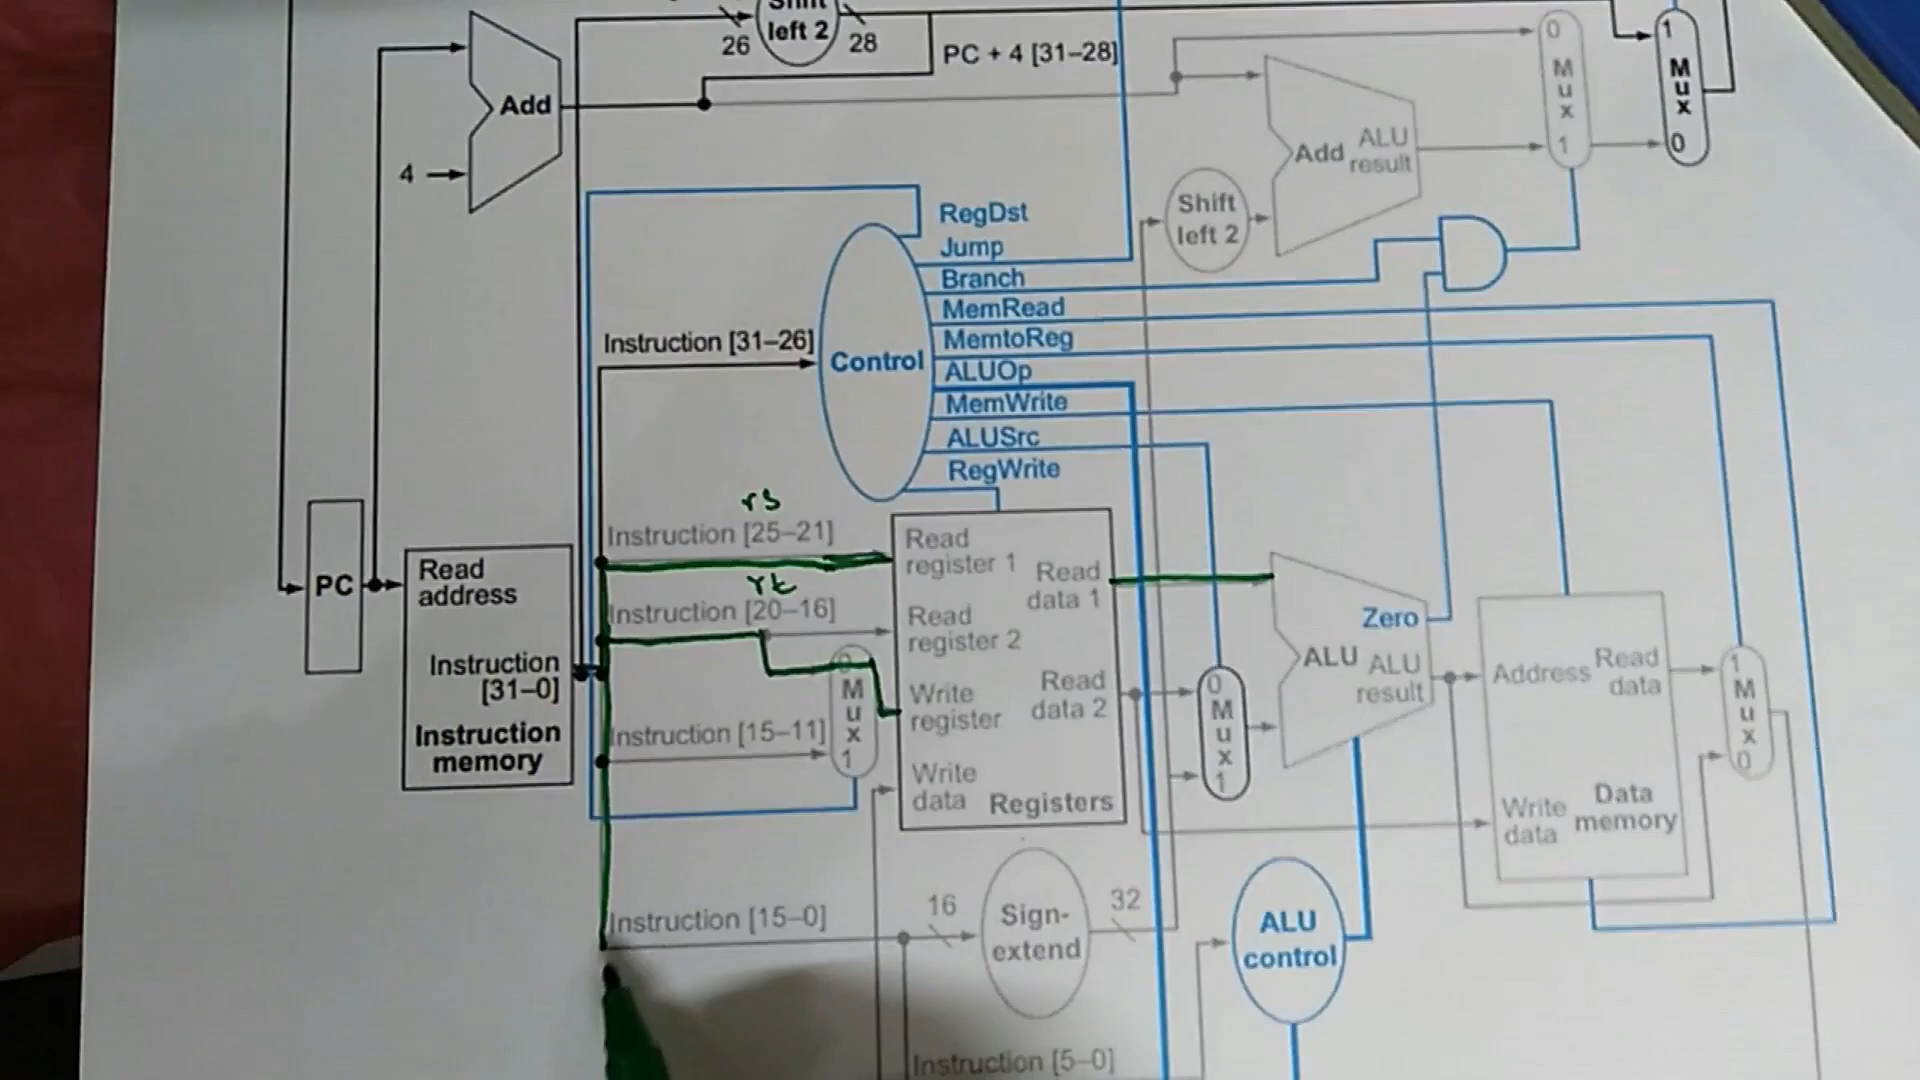 Shift
left 2
26
28
PC + 4 [31–28]
Add
4
0
M
u
x
1
1
M
u
x
0
Add
ALU
result
Shift
left 2
RegDst
Jump
Branch
MemRead
MemtoReg
ALUOp
MemWrite
ALUSrc
RegWrite
Control
Instruction [31–26]
rs
Instruction [25–21]
rt
Instruction [20–16]
Instruction [15–11]
Instruction [15–0]
Instruction [5–0]
PC
Read
address
Instruction
[31–0]
Instruction
memory
0
M
u
x
1
Read
register 1
Read
register 2
Write
register
Write
data
Read
data 1
Read
data 2
Registers
0
M
u
x
1
Zero
ALU
ALU
result
Address
Read
data
Write
data
Data
memory
1
M
u
x
0
16
Sign-
extend
32
ALU
control